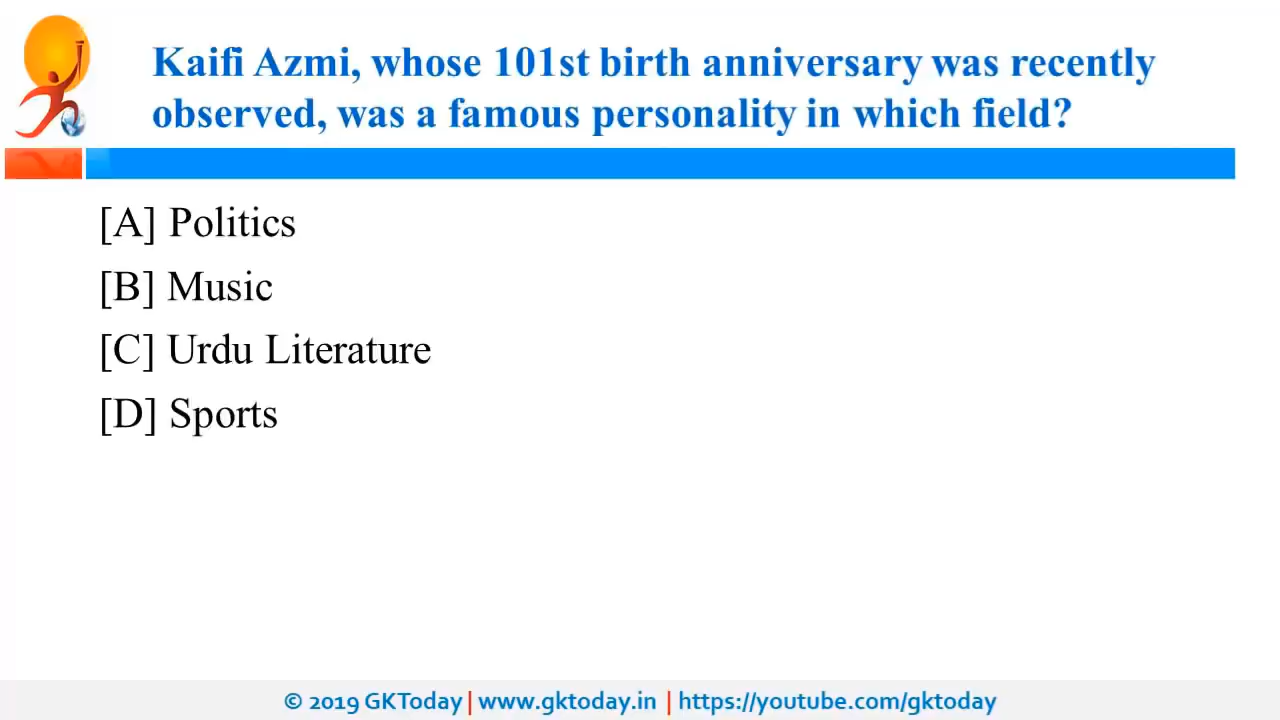 Kaifi Azmi, whose 101st birth anniversary was recently
observed, was a famous personality in which field?
[A] Politics
[B] Music
[C] Urdu Literature
[D] Sports
© 2019 GKToday | www.gktoday.in | https://youtube.com/gktoday